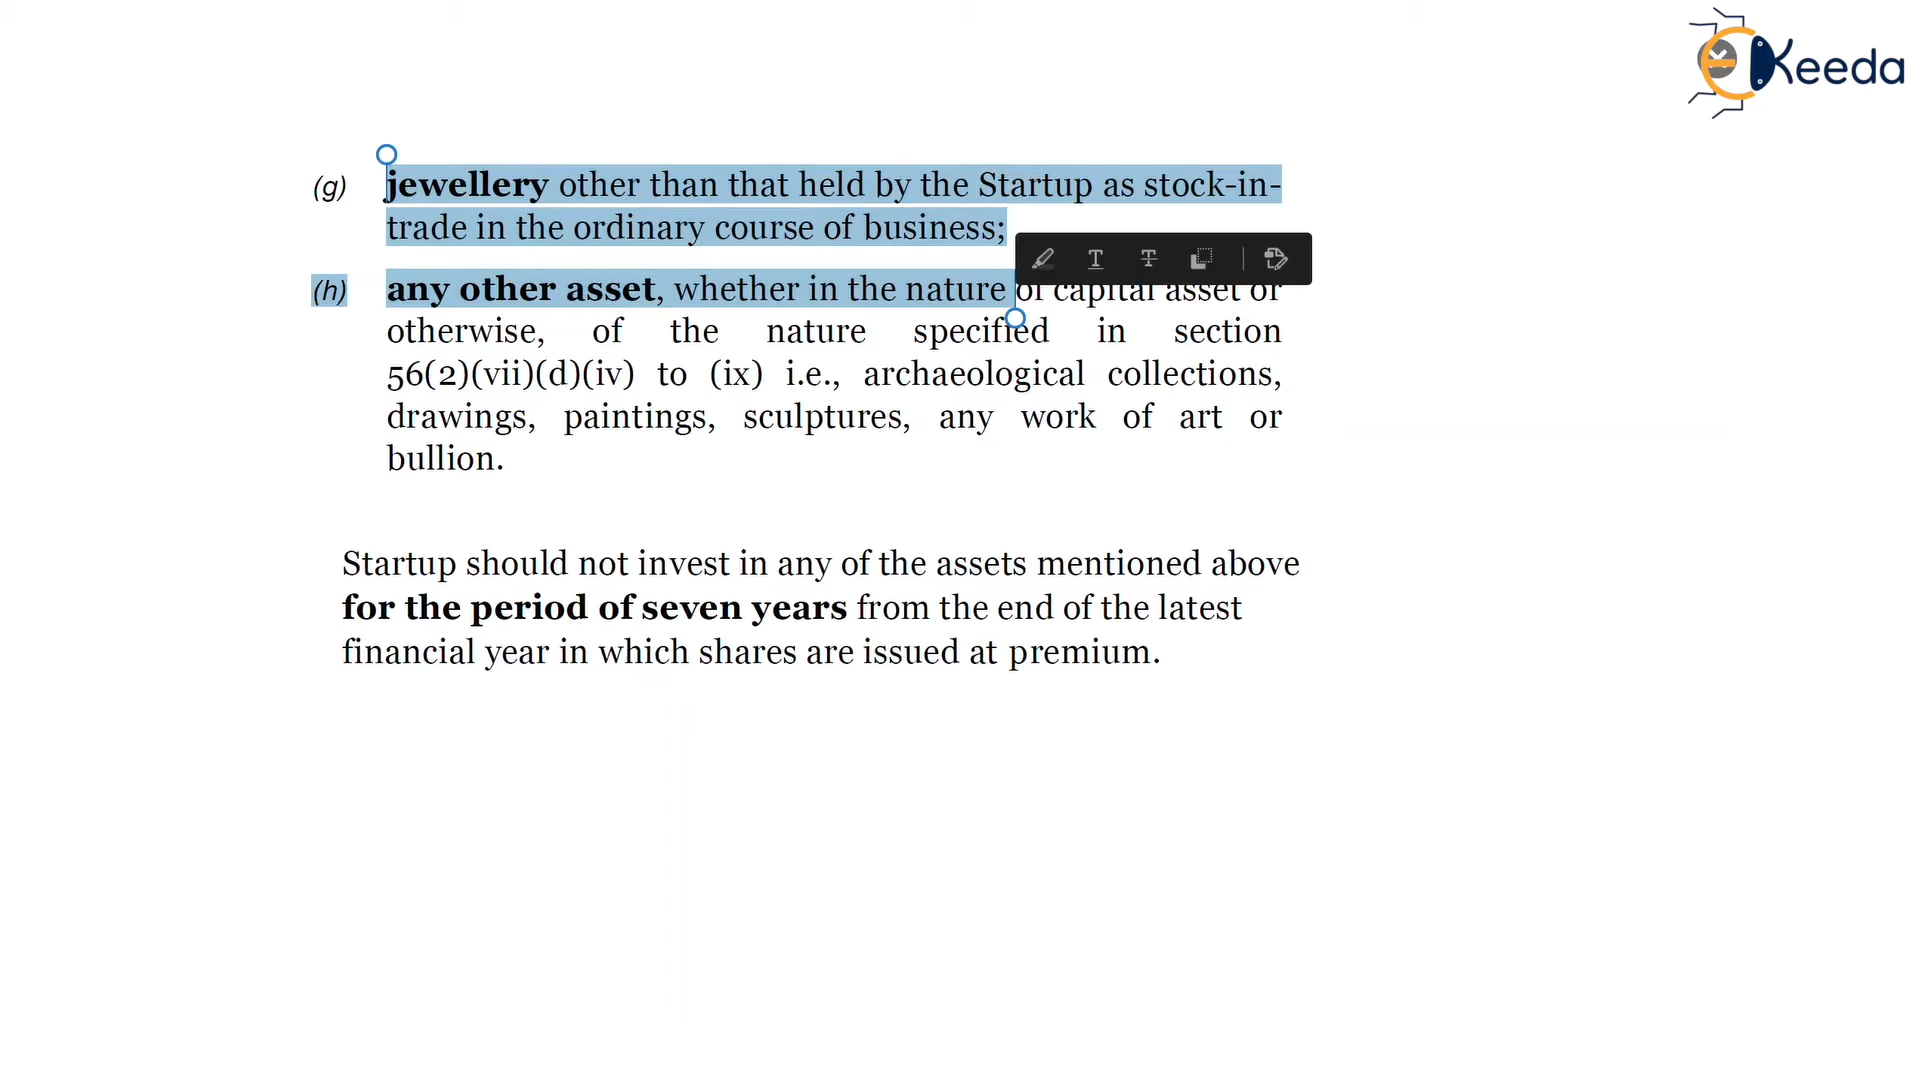 Keeda
(g) jewellery other than that held by the Startup as stock-in-
trade in the ordinary course of business;
(h) any other asset, whether in the nature of capital asset or
otherwise, of the nature specified in section
56(2)(vii)(d)(iv) to (ix) i.e., archaeological collections,
drawings, paintings, sculptures, any work of art or
bullion.
Startup should not invest in any of the assets mentioned above
for the period of seven years from the end of the latest
financial year in which shares are issued at premium.